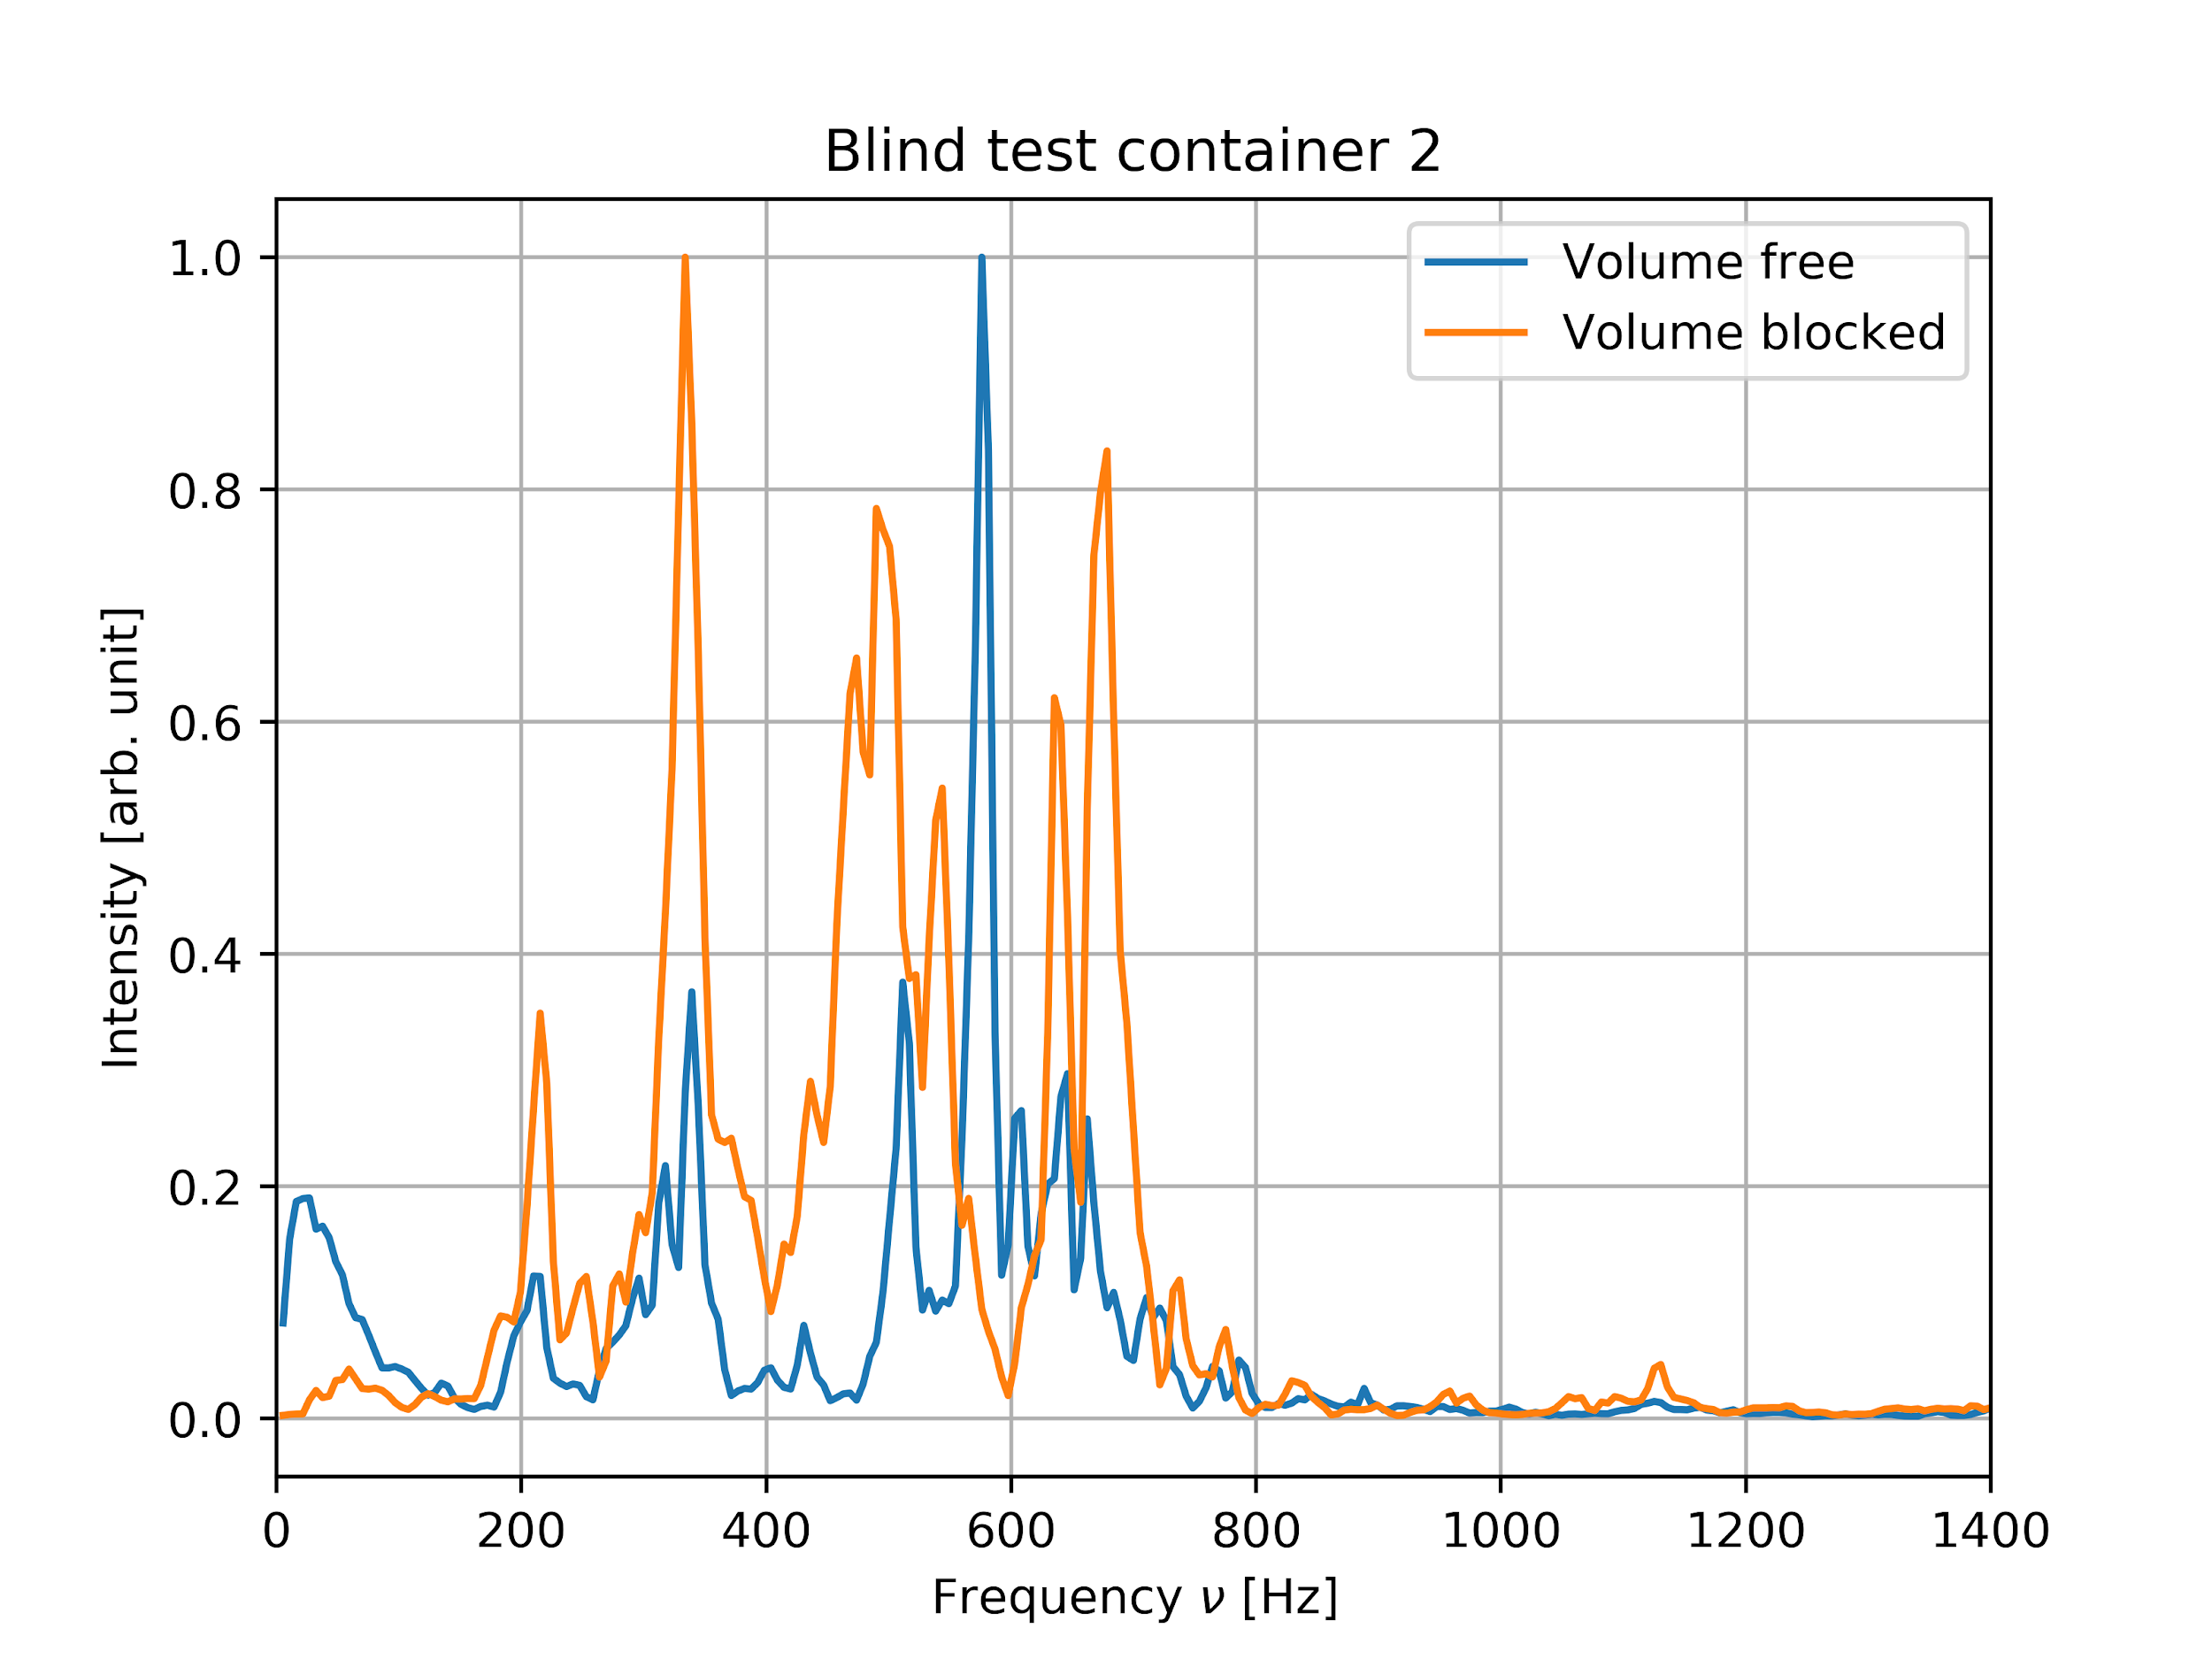 Blind test container 2
Volume free
Volume blocked
1.0
0.8
0.6
0.4
0.2
0.0
Intensity [arb. unit]
0 200 400 600 800 1000 1200 1400
Frequency ν [Hz]